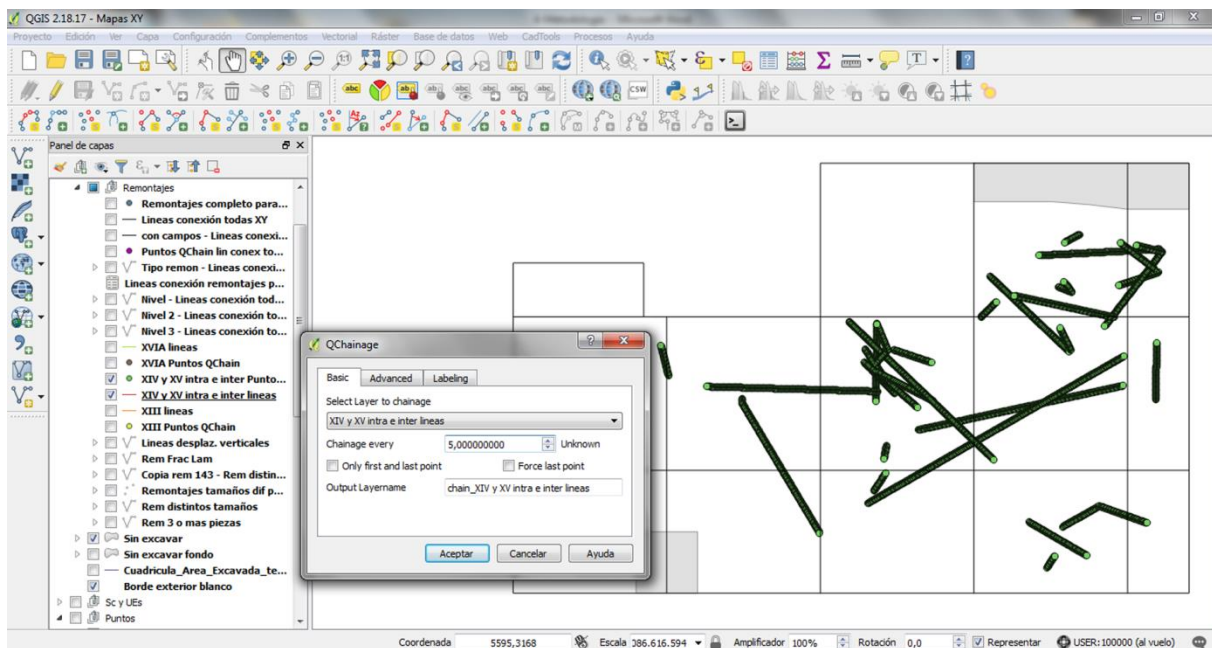 QGIS 2.18.17 - Mapas XY
Proyecto Edición Ver Capa Configuración Complementos Vectorial Ráster Base de datos Web CadTools Procesos Ayuda
Panel de capas
Remontajes
Remontajes completo para...
Lineas conexión todas XY
con campos - Lineas conexi...
Puntos QChain lin conex to...
Tipo remon - Lineas conexi...
Lineas conexión remontajes p...
Nivel - Lineas conexión tod...
Nivel 2 - Lineas conexión to...
Nivel 3 - Lineas conexión to...
XVIA lineas
XVIA Puntos QChain
XIV y XV intra e inter Punto...
XIV y XV intra e inter lineas
XIII lineas
XIII Puntos QChain
Lineas desplaz. verticales
Rem Frac Lam
Copia rem 143 - Rem distin...
Remontajes tamaños dif p...
Rem distintos tamaños
Rem 3 o mas piezas
Sin excavar
Sin excavar fondo
Cuadricula_Area_Excavada_te...
Borde exterior blanco
Sc y UEs
Puntos
QChainage
Basic Advanced Labeling
Select Layer to chainage
XIV y XV intra e inter lineas
Chainage every 5,000000000 Unknown
Only first and last point Force last point
Output Layername chain_XIV y XV intra e inter lineas
Aceptar Cancelar Ayuda
Coordenada 5595,3168 Escala 386.616.594 Amplificador 100% Rotación 0,0 Representar USER:100000 (al vuelo)